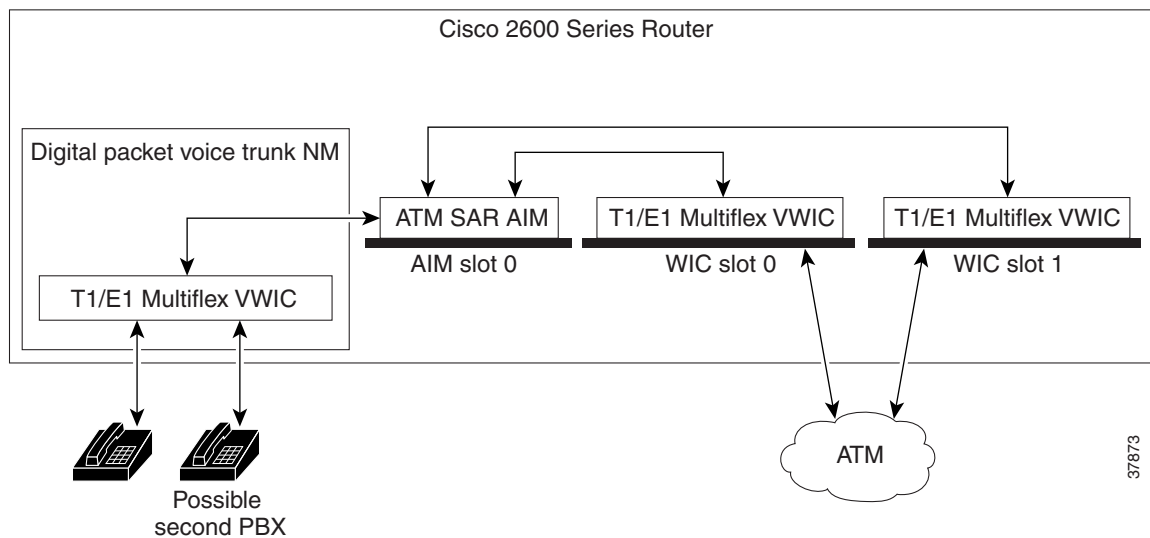 Cisco 2600 Series Router
Digital packet voice trunk NM
ATM SAR AIM
T1/E1 Multiflex VWIC
T1/E1 Multiflex VWIC
AIM slot 0
WIC slot 0
WIC slot 1
T1/E1 Multiflex VWIC
ATM
37873
Possible
second PBX